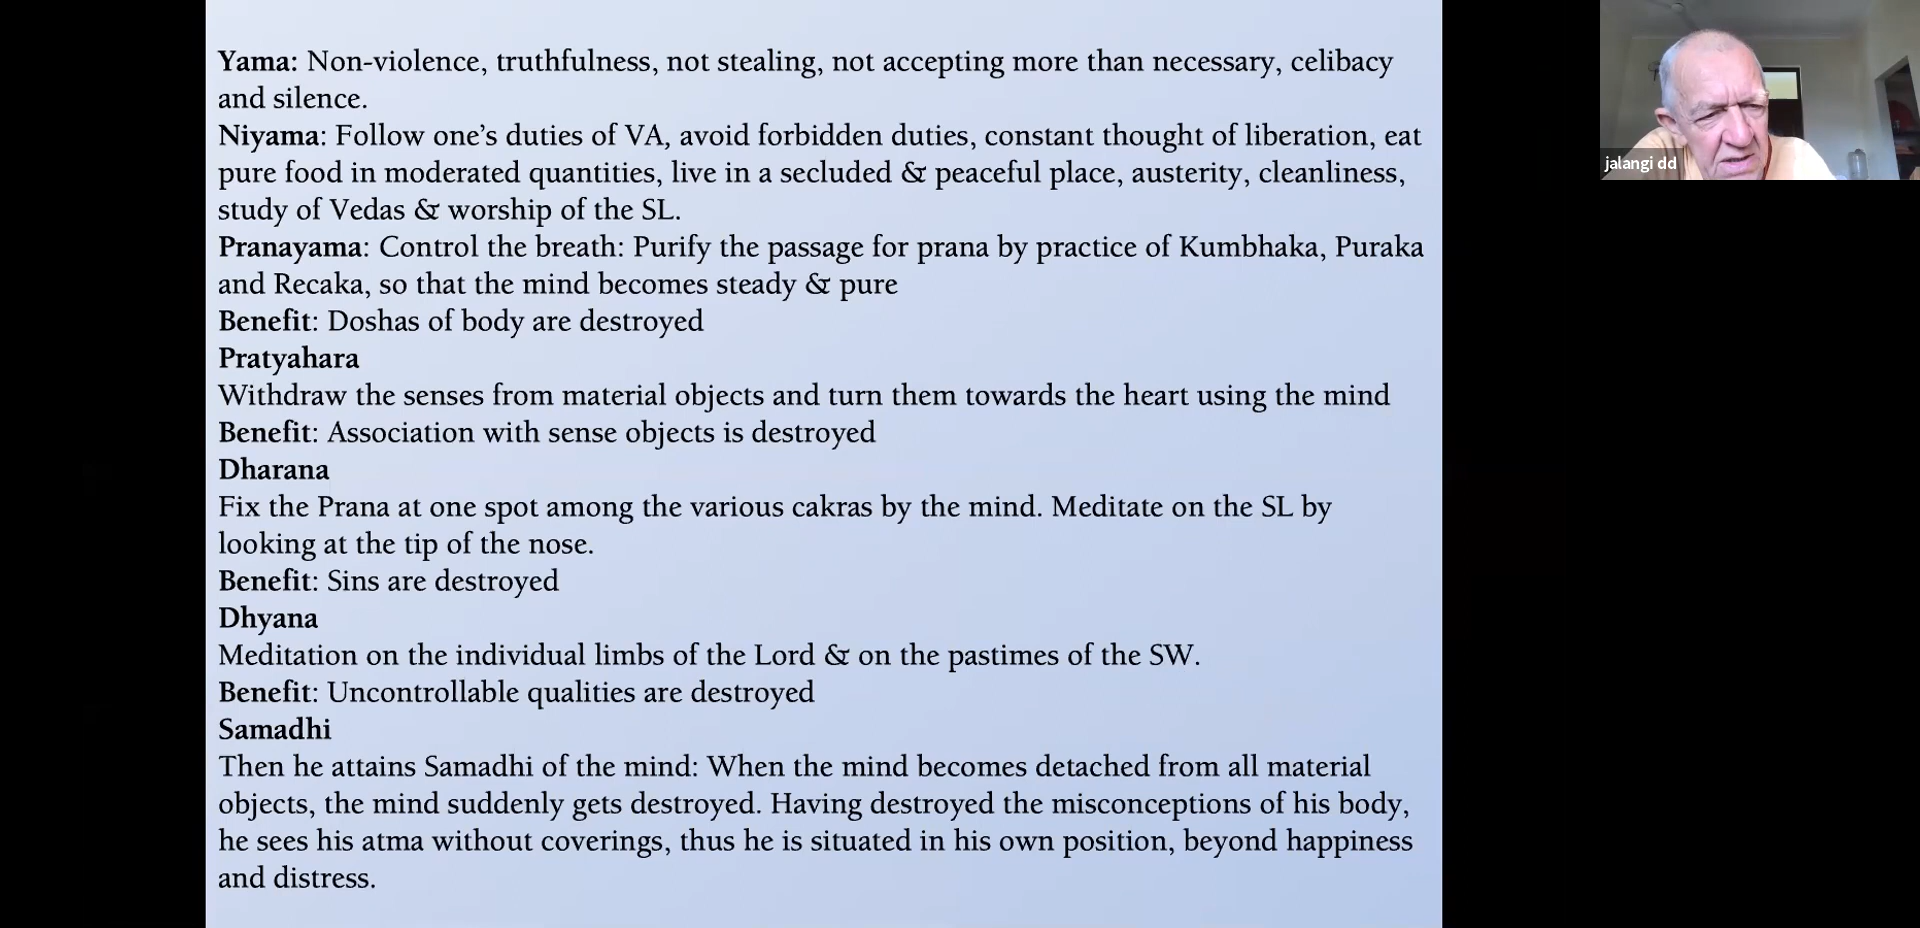 Yama: Non-violence, truthfulness, not stealing, not accepting more than necessary, celibacy
and silence.
Niyama: Follow one’s duties of VA, avoid forbidden duties, constant thought of liberation, eat
pure food in moderated quantities, live in a secluded & peaceful place, austerity, cleanliness,
study of Vedas & worship of the SL.
Pranayama: Control the breath: Purify the passage for prana by practice of Kumbhaka, Puraka
and Recaka, so that the mind becomes steady & pure
Benefit: Doshas of body are destroyed
Pratyahara
Withdraw the senses from material objects and turn them towards the heart using the mind
Benefit: Association with sense objects is destroyed
Dharana
Fix the Prana at one spot among the various cakras by the mind. Meditate on the SL by
looking at the tip of the nose.
Benefit: Sins are destroyed
Dhyana
Meditation on the individual limbs of the Lord & on the pastimes of the SW.
Benefit: Uncontrollable qualities are destroyed
Samadhi
Then he attains Samadhi of the mind: When the mind becomes detached from all material
objects, the mind suddenly gets destroyed. Having destroyed the misconceptions of his body,
he sees his atma without coverings, thus he is situated in his own position, beyond happiness
and distress.
jalangi dd